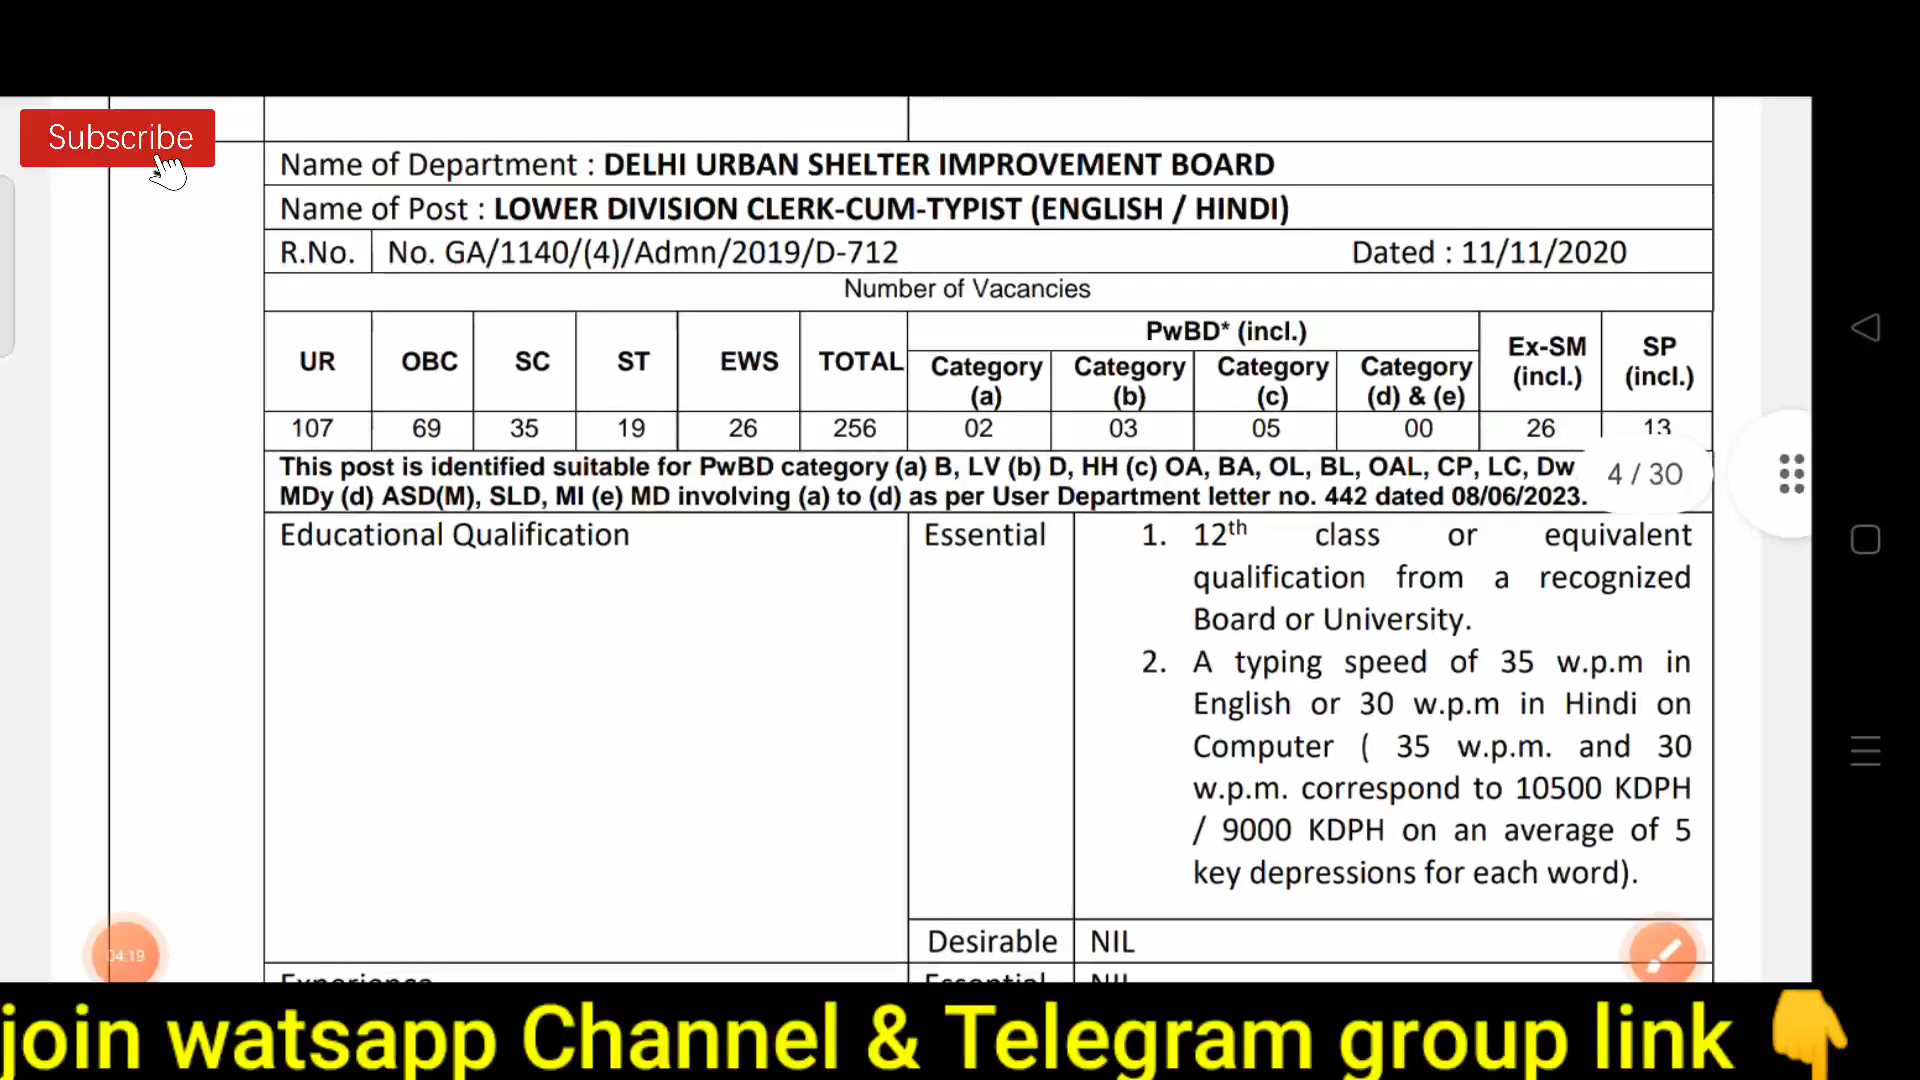 Subscribe
Name of Department : DELHI URBAN SHELTER IMPROVEMENT BOARD
Name of Post : LOWER DIVISION CLERK-CUM-TYPIST (ENGLISH / HINDI)
R.No. No. GA/1140/(4)/Admn/2019/D-712 Dated : 11/11/2020
Number of Vacancies
UR OBC SC ST EWS TOTAL PwBD* (incl.) Ex-SM (incl.) SP (incl.)
Category (a) Category (b) Category (c) Category (d) & (e)
107 69 35 19 26 256 02 03 05 00 26 13
This post is identified suitable for PwBD category (a) B, LV (b) D, HH (c) OA, BA, OL, BL, OAL, CP, LC, Dw
MDy (d) ASD(M), SLD, MI (e) MD involving (a) to (d) as per User Department letter no. 442 dated 08/06/2023.
4 / 30
Educational Qualification Essential 1. 12th class or equivalent
qualification from a recognized
Board or University.
2. A typing speed of 35 w.p.m in
English or 30 w.p.m in Hindi on
Computer ( 35 w.p.m. and 30
w.p.m. correspond to 10500 KDPH
/ 9000 KDPH on an average of 5
key depressions for each word).
Desirable NIL
Experience Essential NIL
04:19
join watsapp Channel & Telegram group link